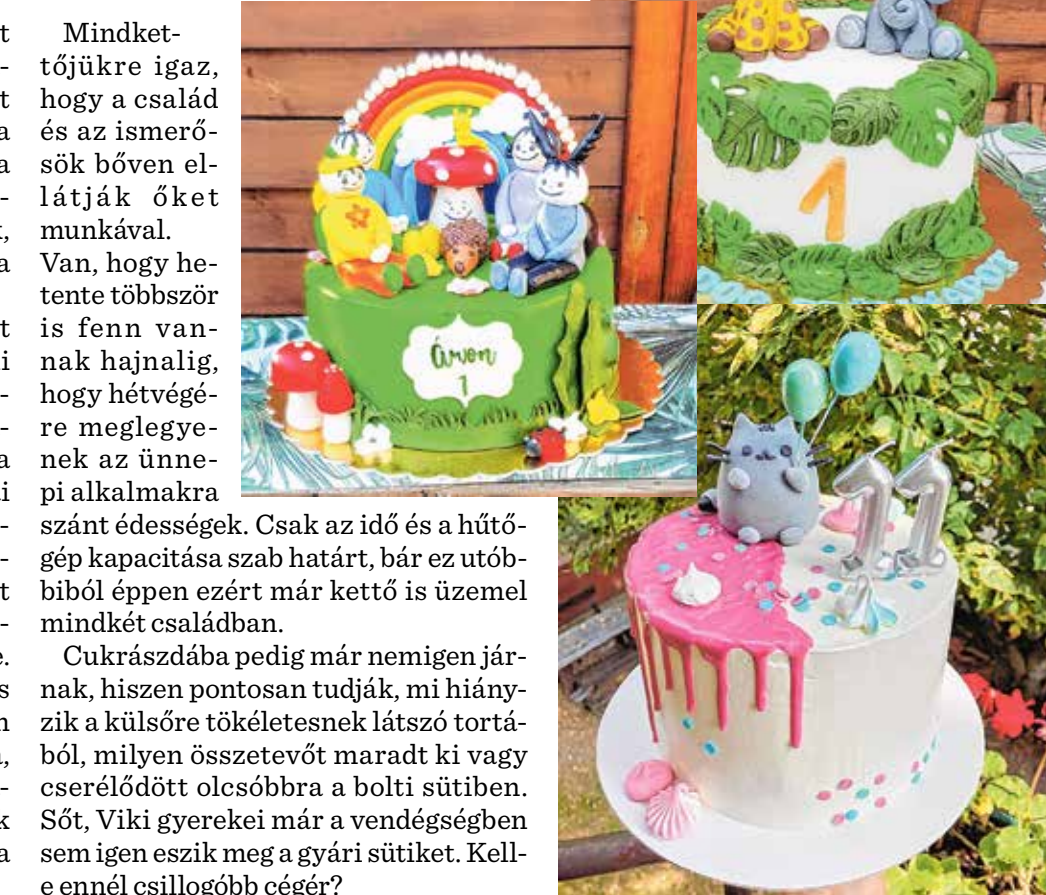 t
-
t
a
a
-
k,
a
t
i
-
-
a
i
-
-
t
-
e.
s
n
,
-
k
a
Mindket-
tőjükre igaz,
hogy a család
és az ismerő-
sök bőven el-
látják őket
munkával.
Van, hogy he-
tente többször
is fenn van-
nak hajnalig,
hogy hétvégé-
re meglegye-
nek az ünne-
pi alkalmakra
szánt édességek. Csak az idő és a hűtő-
gép kapacitása szab határt, bár ez utób-
biból éppen ezért már kettő is üzemel
mindkét családban.
Cukrászdába pedig már nemigen jár-
nak, hiszen pontosan tudják, mi hiány-
zik a külsőre tökéletesnek látszó tortá-
ból, milyen összetevőt maradt ki vagy
cserélődött olcsóbbra a bolti sütiben.
Sőt, Viki gyerekei már a vendégségben
sem igen eszik meg a gyári sütiket. Kell-
e ennél csillogóbb cégér?
Áron
1
1
11